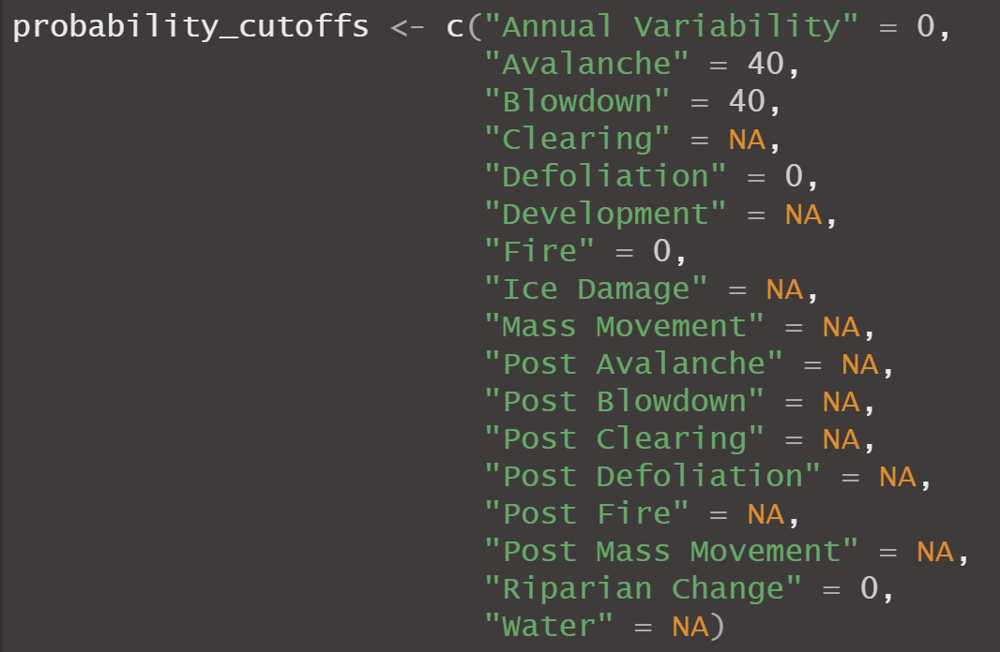 probability_cutoffs <- c("Annual Variability" = 0,
"Avalanche" = 40,
"Blowdown" = 40,
"Clearing" = NA,
"Defoliation" = 0,
"Development" = NA,
"Fire" = 0,
"Ice Damage" = NA,
"Mass Movement" = NA,
"Post Avalanche" = NA,
"Post Blowdown" = NA,
"Post Clearing" = NA,
"Post Defoliation" = NA,
"Post Fire" = NA,
"Post Mass Movement" = NA,
"Riparian Change" = 0,
"Water" = NA)